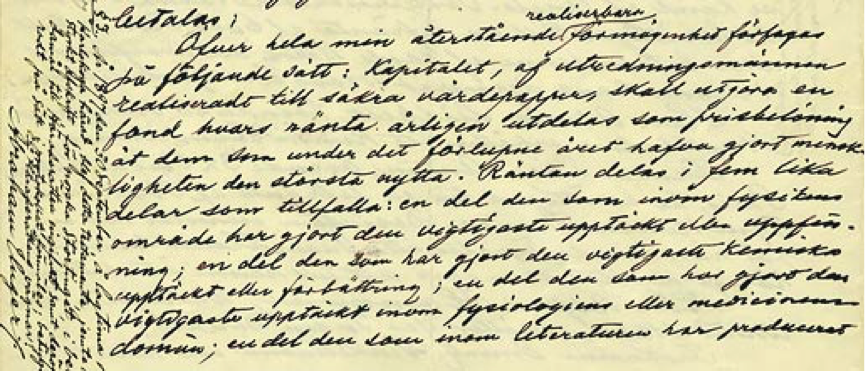 betalas;
realiserbara
Öfver hela min återstående förmögenhet förfogas
på följande sätt: Kapitalet, af utredningsmännen
realiseradt till säkra värdepapper, skall utgöra en
fond hvars ränta årligen utdelas som prisbelöning
åt dem som under det förlupne året hafva gjort mensk-
ligheten den största nytta. Räntan delas i fem lika
delar som tillfalla: en del den som inom fysikens
område har gjort den vigtigaste upptäckt eller uppfin-
ning; en del den som har gjort den vigtigaste kemiska
upptäckt eller förbättring; en del den som har gjort den
vigtigaste upptäckt inom fysiologiens eller medicinens
domän; en del den som inom literaturen har producerat
Abraham Unger